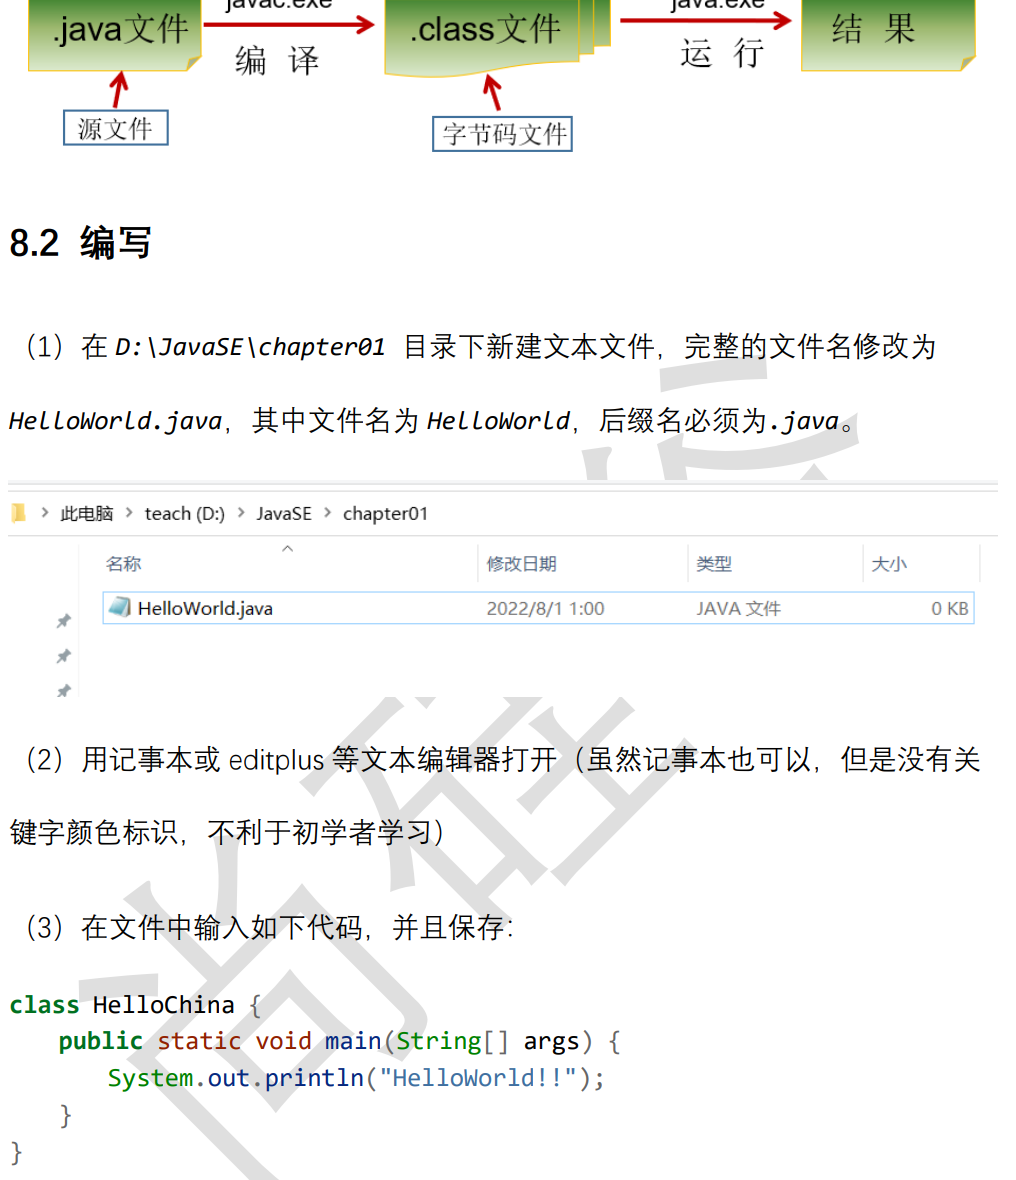 javac.exe
java.exe
.java文件
.class文件
结 果
编 译
运 行
源文件
字节码文件
8.2 编写
（1）在 D:\JavaSE\chapter01 目录下新建文本文件，完整的文件名修改为
HelloWorld.java，其中文件名为 HelloWorld，后缀名必须为.java。
> 此电脑 > teach (D:) > JavaSE > chapter01
名称 修改日期 类型 大小
HelloWorld.java 2022/8/1 1:00 JAVA 文件 0 KB
（2）用记事本或 editplus 等文本编辑器打开（虽然记事本也可以，但是没有关
键字颜色标识，不利于初学者学习）
（3）在文件中输入如下代码，并且保存：
class HelloChina {
    public static void main(String[] args) {
        System.out.println("HelloWorld!!");
    }
}
尚硅